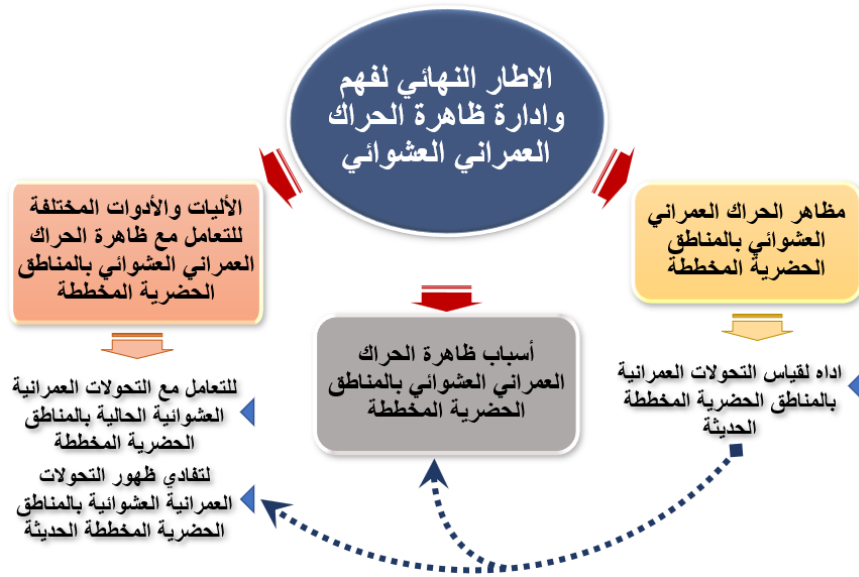 الاطار النهائي لفهم
وادارة ظاهرة الحراك
العمراني العشوائي
مظاهر الحراك العمراني
العشوائي بالمناطق
الحضرية المخططة
اداه لقياس التحولات العمرانية
بالمناطق الحضرية المخططة
الحديثة
أسباب ظاهرة الحراك
العمراني العشوائي بالمناطق
الحضرية المخططة
الأليات والأدوات المختلفة
للتعامل مع ظاهرة الحراك
العمراني العشوائي بالمناطق
الحضرية المخططة
للتعامل مع التحولات العمرانية
العشوائية الحالية بالمناطق
الحضرية المخططة
لتفادي ظهور التحولات
العمرانية العشوائية بالمناطق
الحضرية المخططة الحديثة